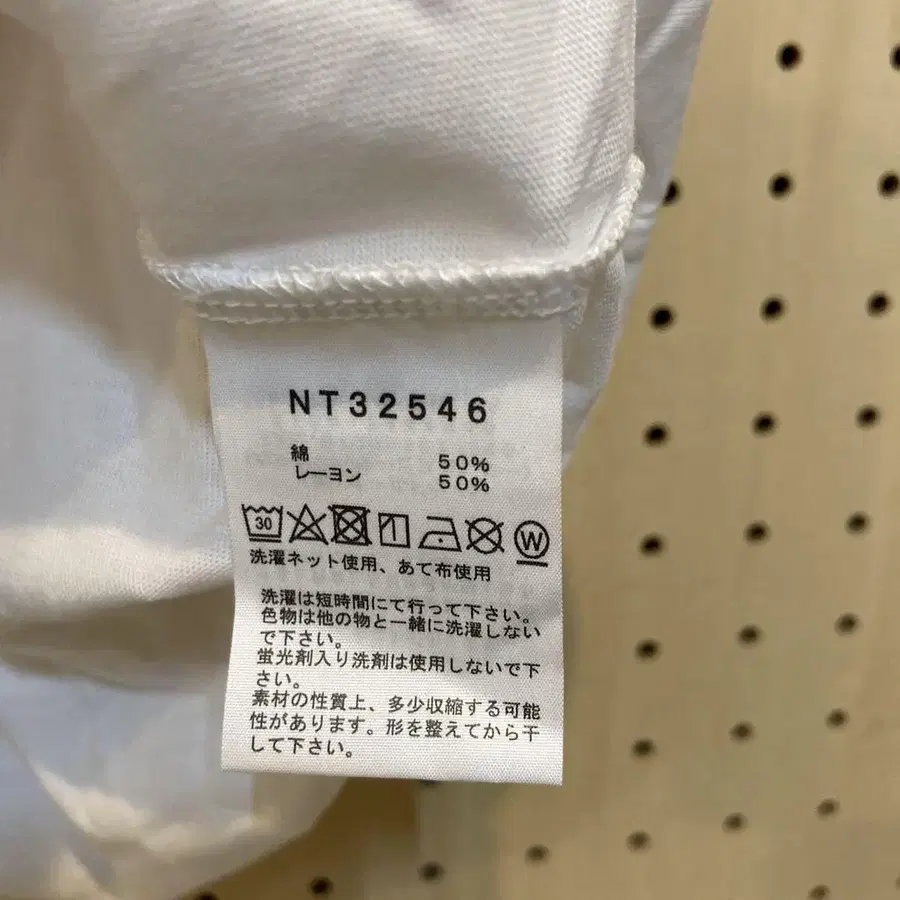 NT32546
綿 50%
レーヨン 50%
30 W
洗濯ネット使用、あて布使用
洗濯は短時間にて行って下さい。
色物は他の物と一緒に洗濯しない
で下さい。
蛍光剤入り洗剤は使用しないで下
さい。
素材の性質上、多少収縮する可能
性があります。形を整えてから干
して下さい。